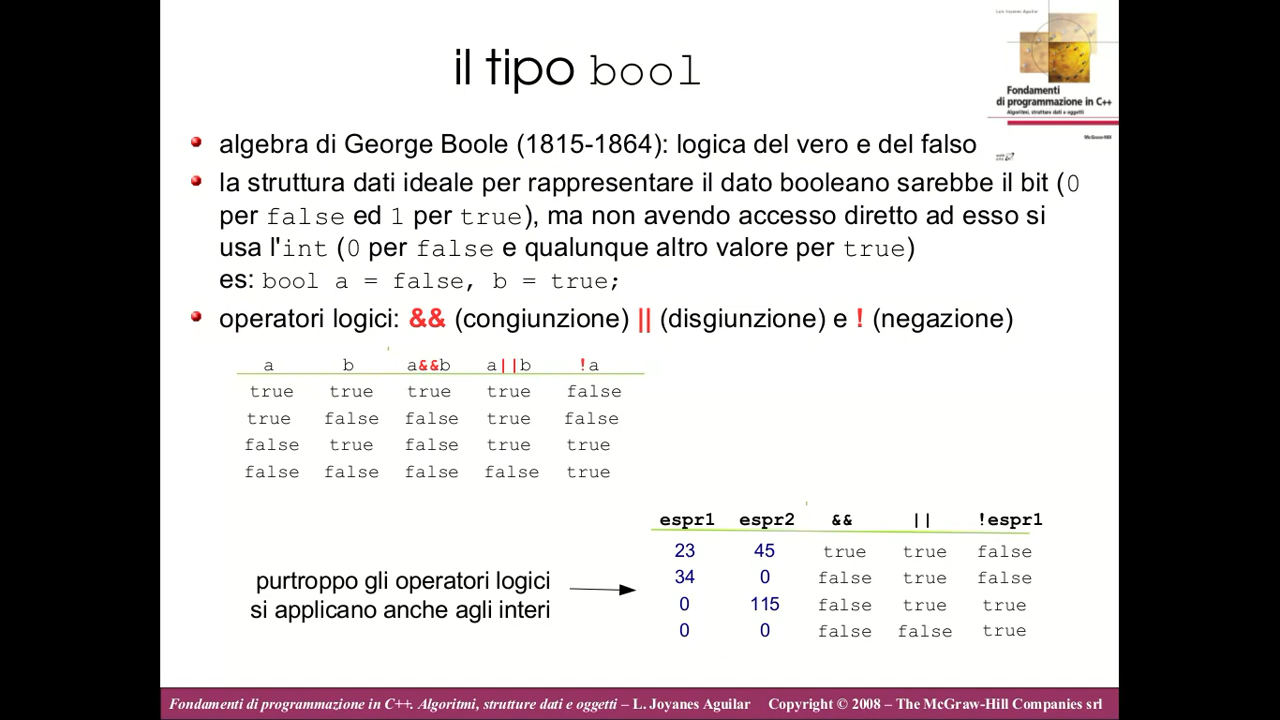 Luis Joyanes Aguilar
Fondamenti
di programmazione in C++
Algoritmi, strutture dati e oggetti
McGraw-Hill
il tipo bool
algebra di George Boole (1815-1864): logica del vero e del falso
la struttura dati ideale per rappresentare il dato booleano sarebbe il bit (0
per false ed 1 per true), ma non avendo accesso diretto ad esso si
usa l'int (0 per false e qualunque altro valore per true)
es: bool a = false, b = true;
operatori logici: && (congiunzione) || (disgiunzione) e ! (negazione)
a b a&&b a||b !a
true true true true false
true false false true false
false true false true true
false false false false true
espr1 espr2 && || !espr1
23 45 true true false
34 0 false true false
0 115 false true true
0 0 false false true
purtroppo gli operatori logici
si applicano anche agli interi
Fondamenti di programmazione in C++. Algoritmi, strutture dati e oggetti – L. Joyanes Aguilar Copyright © 2008 – The McGraw-Hill Companies srl